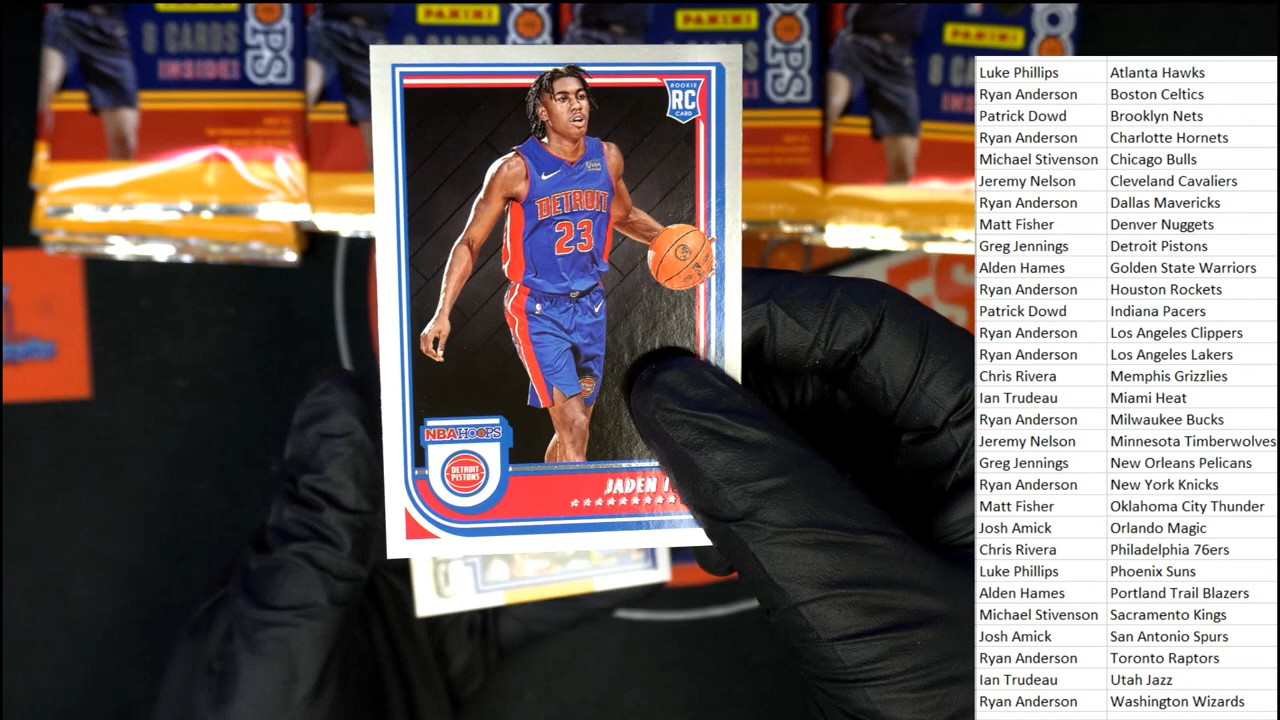 PANINI
8 CARDS
INSIDE!
OPS
PANINI
PANINI
PANINI
ROOKIE
RC
CARD
DETROIT
23
NBA HOOPS
DETROIT
PISTONS
JADEN
Luke Phillips Atlanta Hawks
Ryan Anderson Boston Celtics
Patrick Dowd Brooklyn Nets
Ryan Anderson Charlotte Hornets
Michael Stivenson Chicago Bulls
Jeremy Nelson Cleveland Cavaliers
Ryan Anderson Dallas Mavericks
Matt Fisher Denver Nuggets
Greg Jennings Detroit Pistons
Alden Hames Golden State Warriors
Ryan Anderson Houston Rockets
Patrick Dowd Indiana Pacers
Ryan Anderson Los Angeles Clippers
Ryan Anderson Los Angeles Lakers
Chris Rivera Memphis Grizzlies
Ian Trudeau Miami Heat
Ryan Anderson Milwaukee Bucks
Jeremy Nelson Minnesota Timberwolves
Greg Jennings New Orleans Pelicans
Ryan Anderson New York Knicks
Matt Fisher Oklahoma City Thunder
Josh Amick Orlando Magic
Chris Rivera Philadelphia 76ers
Luke Phillips Phoenix Suns
Alden Hames Portland Trail Blazers
Michael Stivenson Sacramento Kings
Josh Amick San Antonio Spurs
Ryan Anderson Toronto Raptors
Ian Trudeau Utah Jazz
Ryan Anderson Washington Wizards